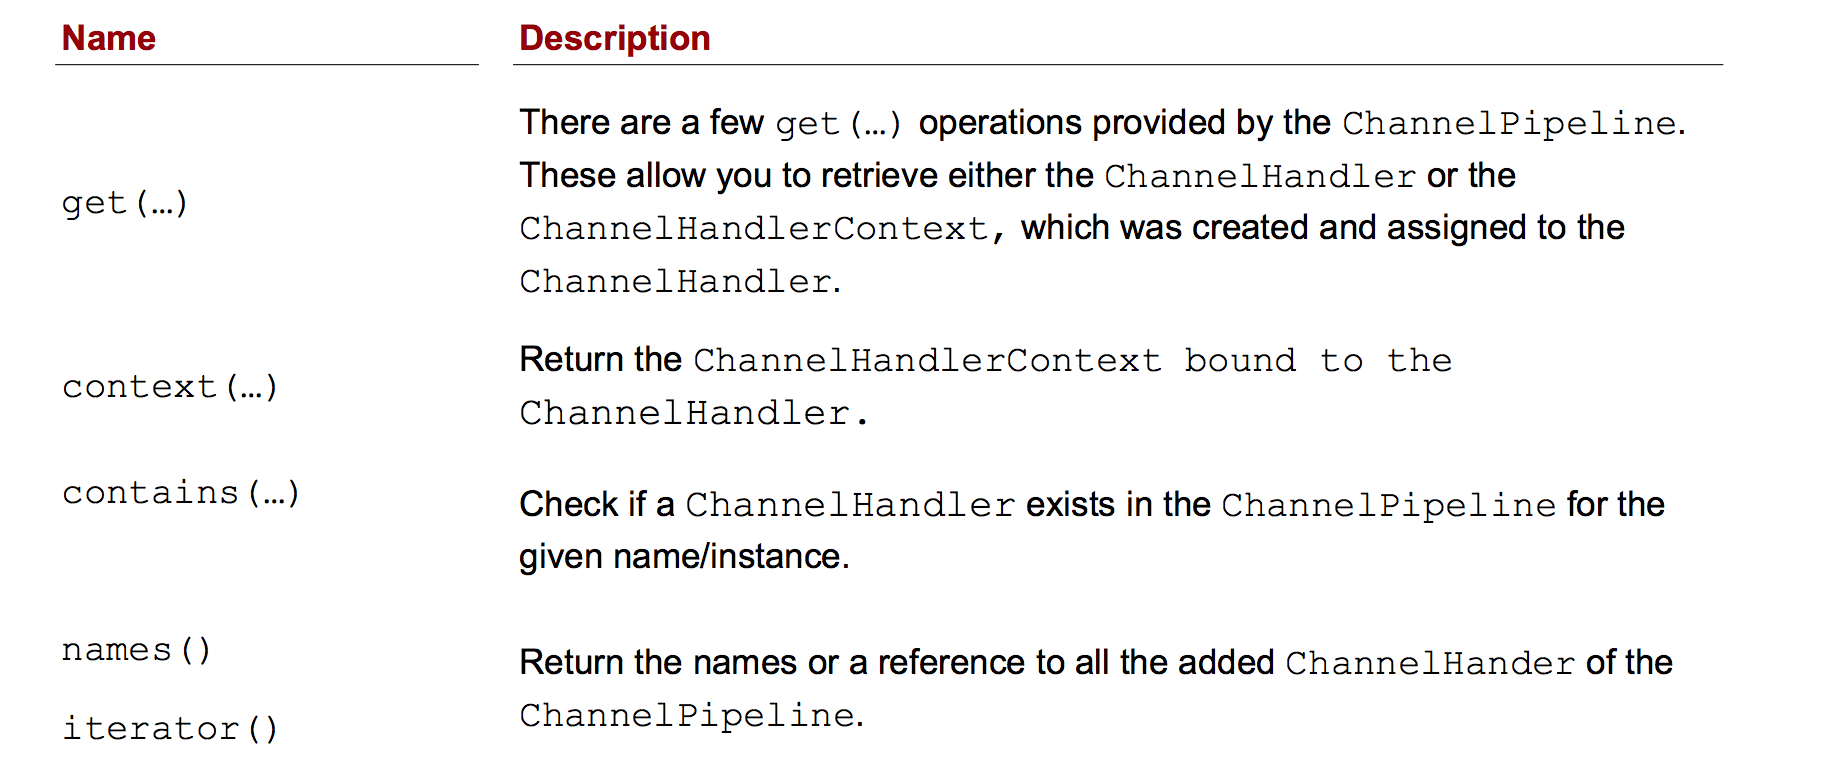 Name Description
There are a few get(…) operations provided by the ChannelPipeline.
These allow you to retrieve either the ChannelHandler or the
get(…)
ChannelHandlerContext, which was created and assigned to the
ChannelHandler.
Return the ChannelHandlerContext bound to the
context(…)
ChannelHandler.
contains(…)
Check if a ChannelHandler exists in the ChannelPipeline for the
given name/instance.
names()
Return the names or a reference to all the added ChannelHander of the
ChannelPipeline.
iterator()